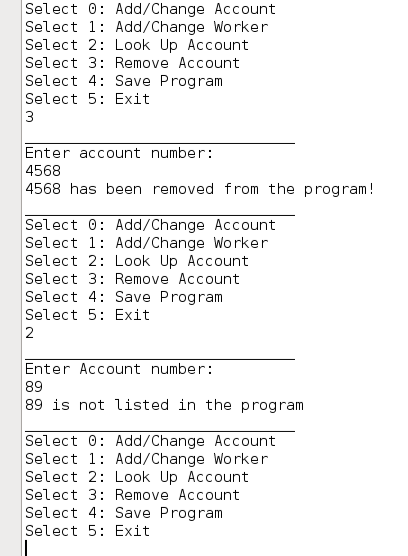 Select 0: Add/Change Account
Select 1: Add/Change Worker
Select 2: Look Up Account
Select 3: Remove Account
Select 4: Save Program
Select 5: Exit
3
Enter account number:
4568
4568 has been removed from the program!
Select 0: Add/Change Account
Select 1: Add/Change Worker
Select 2: Look Up Account
Select 3: Remove Account
Select 4: Save Program
Select 5: Exit
2
Enter Account number:
89
89 is not listed in the program
Select 0: Add/Change Account
Select 1: Add/Change Worker
Select 2: Look Up Account
Select 3: Remove Account
Select 4: Save Program
Select 5: Exit